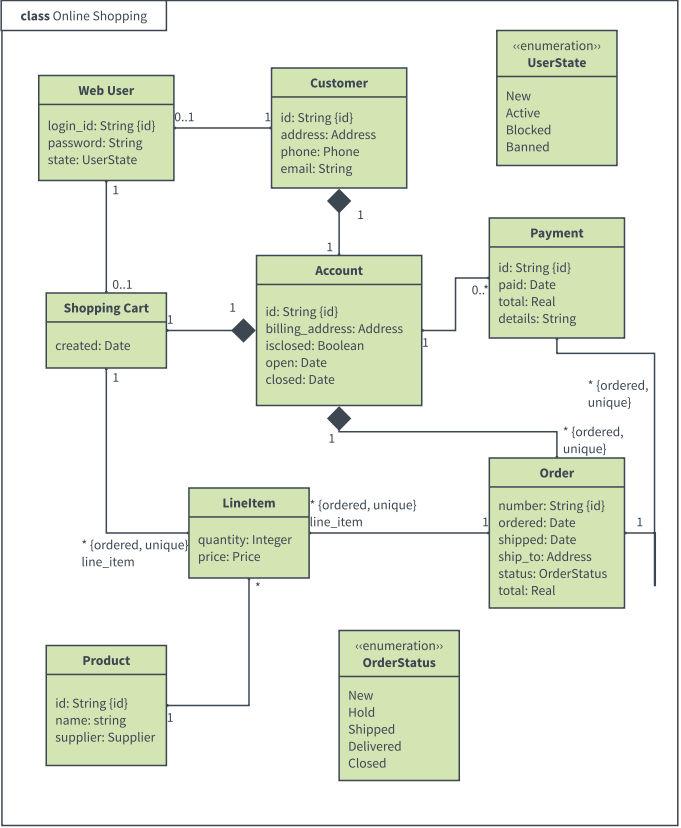 class Online Shopping
‹‹enumeration››
UserState
New
Active
Blocked
Banned
Web User
login_id: String {id}
password: String
state: UserState
0..1
1
Customer
id: String {id}
address: Address
phone: Phone
email: String
1
1
1
0..1
Payment
id: String {id}
paid: Date
total: Real
details: String
0..*
Account
id: String {id}
billing_address: Address
isclosed: Boolean
open: Date
closed: Date
1
1
Shopping Cart
created: Date
1
1
1
* {ordered,
unique}
* {ordered,
unique}
Order
number: String {id}
ordered: Date
shipped: Date
ship_to: Address
status: OrderStatus
total: Real
1
1
LineItem
quantity: Integer
price: Price
* {ordered, unique}
line_item
* {ordered, unique}
line_item
*
Product
id: String {id}
name: string
supplier: Supplier
1
‹‹enumeration››
OrderStatus
New
Hold
Shipped
Delivered
Closed